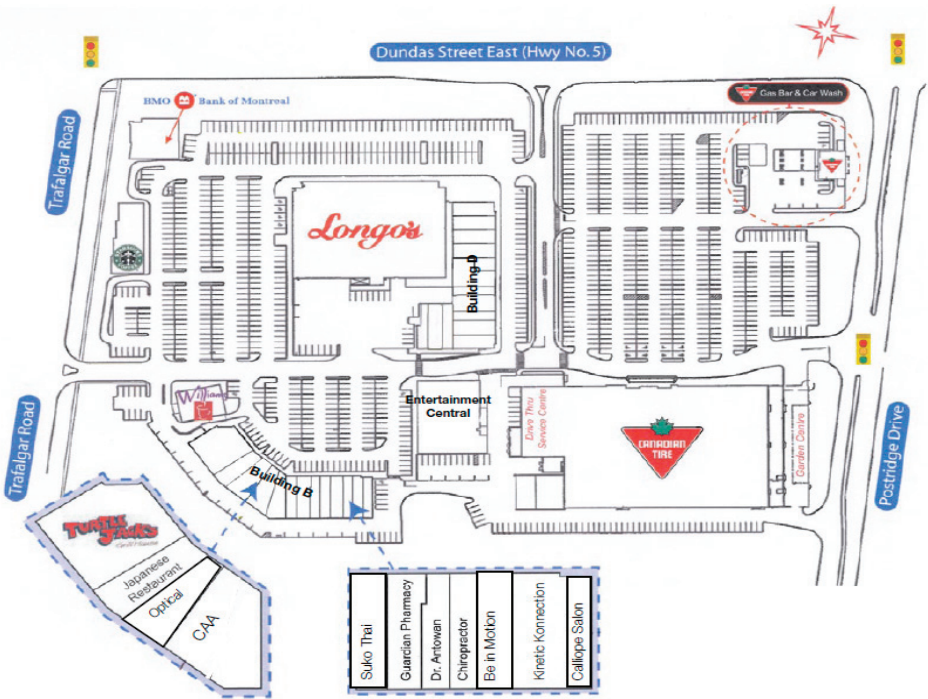 Dundas Street East (Hwy No. 5)
BMO Bank of Montreal
Gas Bar & Car Wash
Trafalgar Road
Longo's
Building D
Williams
Entertainment
Central
Drive Thru
Service Centre
CANADIAN
TIRE
Garden Centre
Trafalgar Road
Postridge Drive
Building B
TURTLE
JACK'S
Japanese
Restaurant
Optical
CAA
Suko Thai
Guardian Pharmacy
Dr. Antowan
Chiropractor
Be in Motion
Kinetic Konnection
Calliope Salon